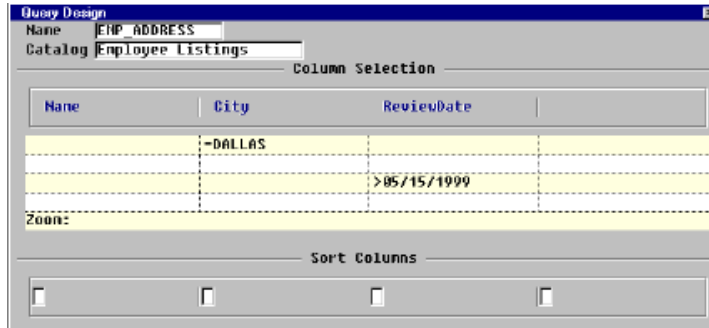 Query Design
Name EMP_ADDRESS
Catalog Employee Listings
Column Selection
Name City ReviewDate
=DALLAS
>05/15/1999
Zoom:
Sort Columns